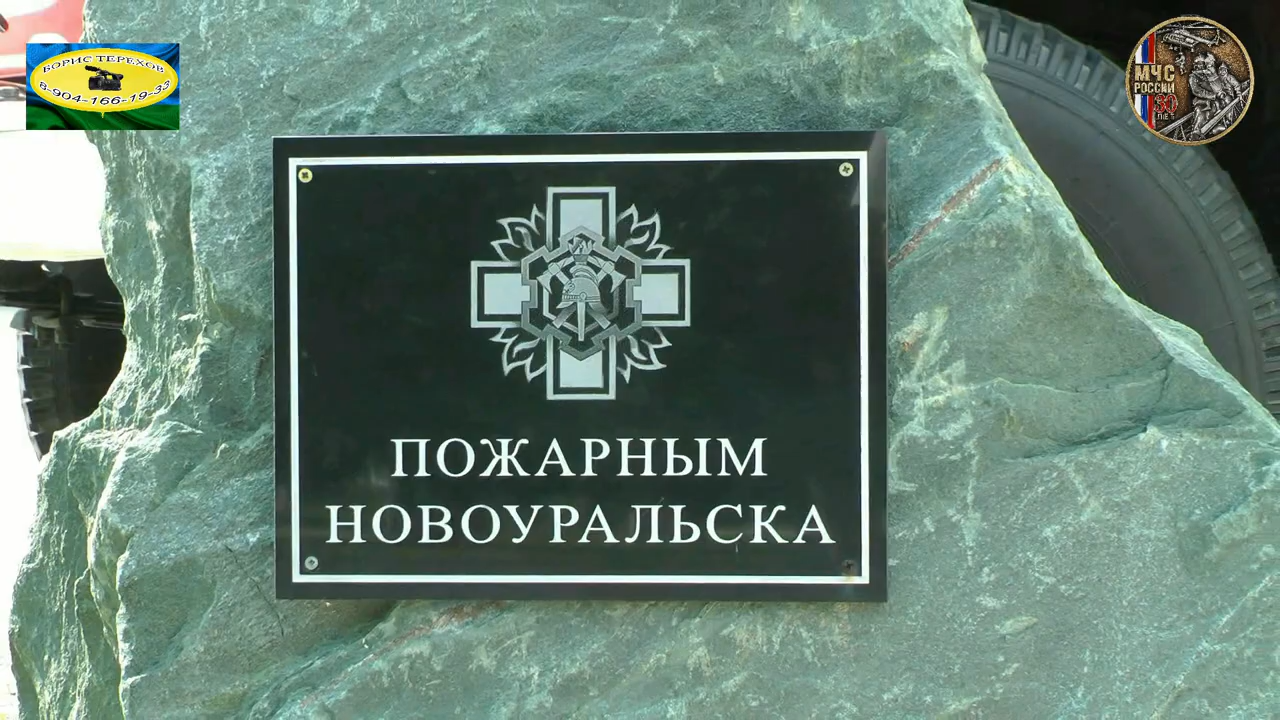 БОРИС ТЕРЕХОВ
8-904-166-19-33
МЧС
РОССИИ
30
ЛЕТ
ПОЖАРНЫМ
НОВОУРАЛЬСКА